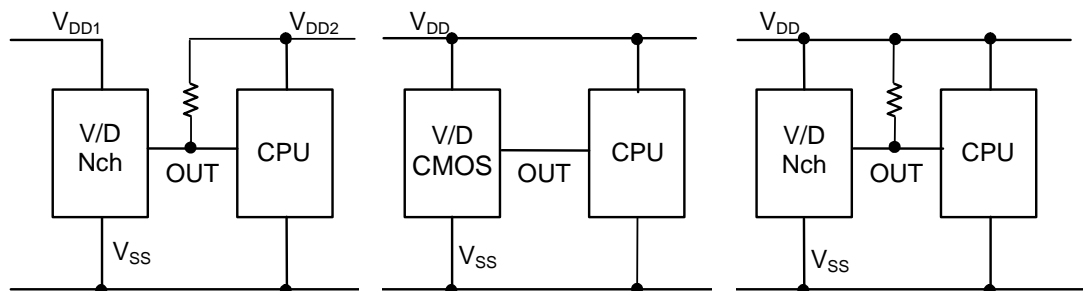 VDD1
VDD2
V/D
Nch
OUT
CPU
VSS
VDD
V/D
CMOS
OUT
CPU
VSS
VDD
V/D
Nch
OUT
CPU
VSS